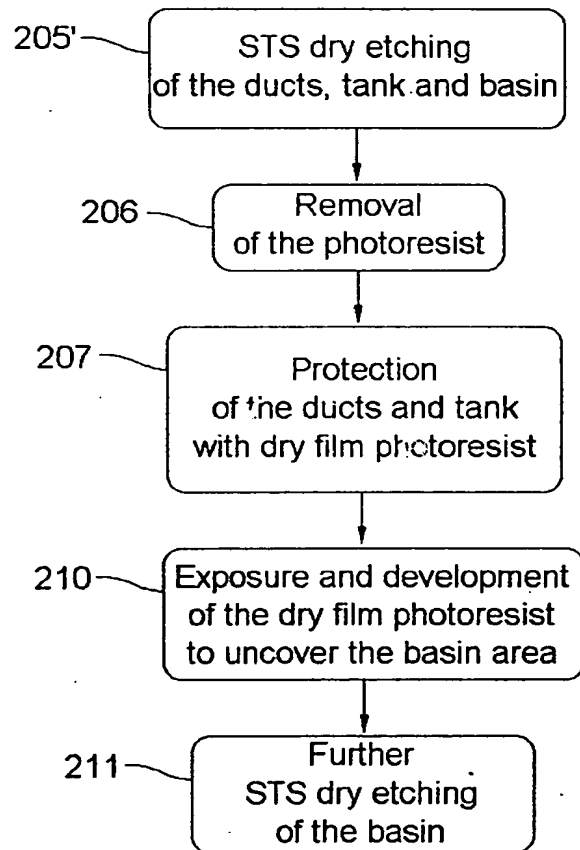 205'
STS dry etching
of the ducts, tank and basin
206
Removal
of the photoresist
207
Protection
of the ducts and tank
with dry film photoresist
210
Exposure and development
of the dry film photoresist
to uncover the basin area
211
Further
STS dry etching
of the basin